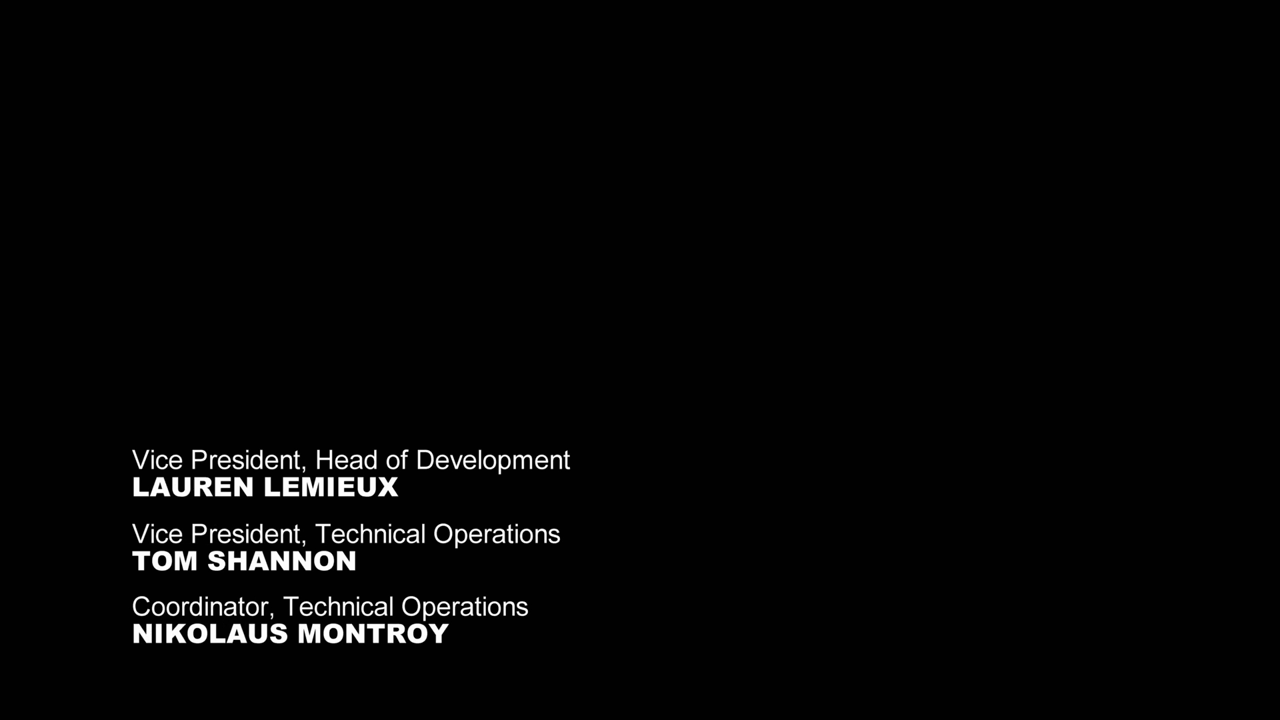 Vice President, Head of Development
LAUREN LEMIEUX
Vice President, Technical Operations
TOM SHANNON
Coordinator, Technical Operations
NIKOLAUS MONTROY